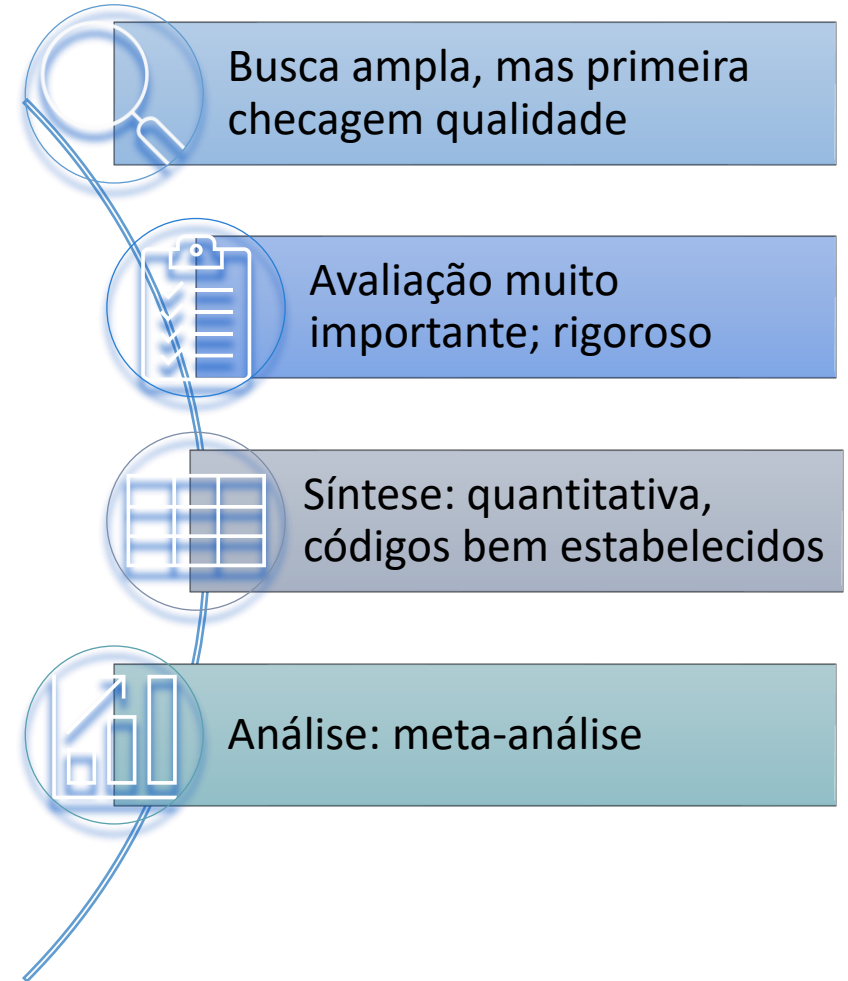 Busca ampla, mas primeira
checagem qualidade
Avaliação muito
importante; rigoroso
Síntese: quantitativa,
códigos bem estabelecidos
Análise: meta-análise